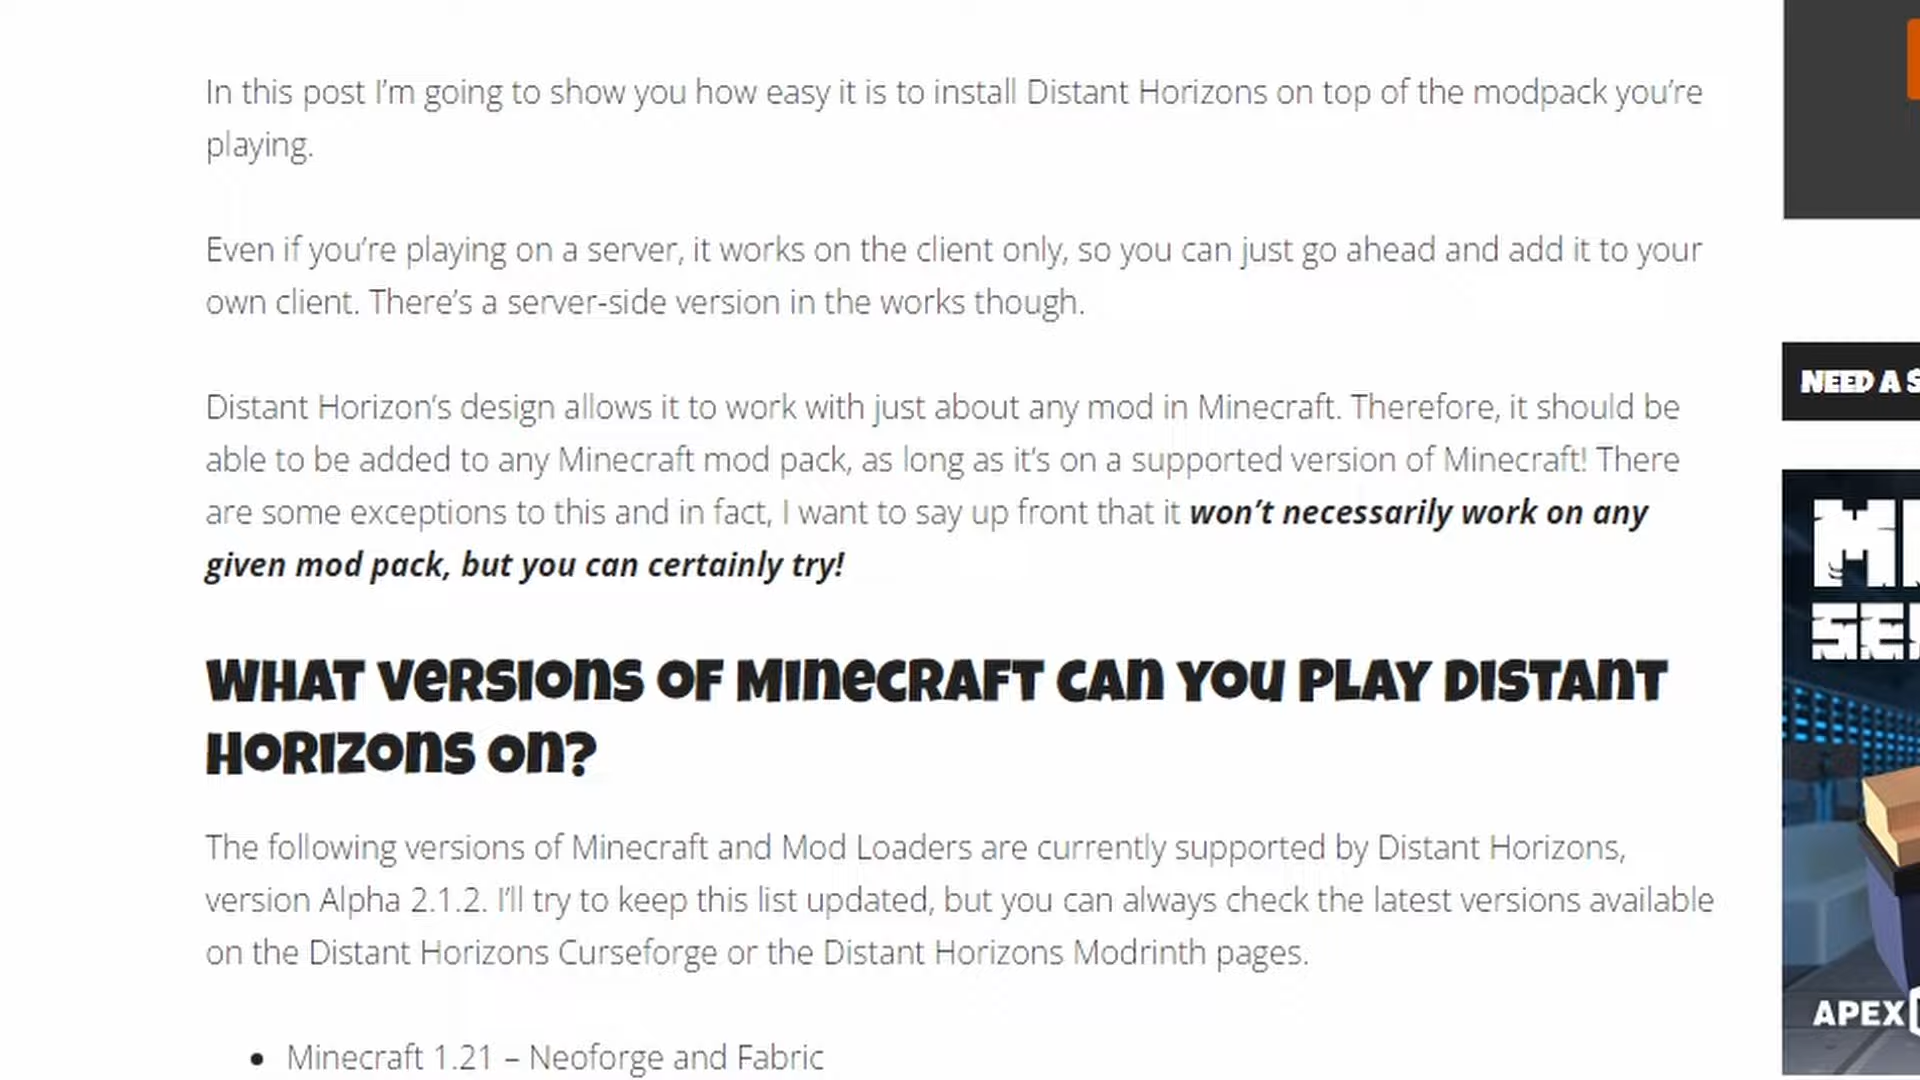 In this post I’m going to show you how easy it is to install Distant Horizons on top of the modpack you’re
playing.
Even if you’re playing on a server, it works on the client only, so you can just go ahead and add it to your
own client. There’s a server-side version in the works though.
Distant Horizon’s design allows it to work with just about any mod in Minecraft. Therefore, it should be
able to be added to any Minecraft mod pack, as long as it’s on a supported version of Minecraft! There
are some exceptions to this and in fact, I want to say up front that it won’t necessarily work on any
given mod pack, but you can certainly try!
WHAT VERSIONS OF MINECRAFT CAN YOU PLAY DISTANT
HORIZONS ON?
The following versions of Minecraft and Mod Loaders are currently supported by Distant Horizons,
version Alpha 2.1.2. I’ll try to keep this list updated, but you can always check the latest versions available
on the Distant Horizons Curseforge or the Distant Horizons Modrinth pages.
• Minecraft 1.21 – Neoforge and Fabric
NEED A
APEX